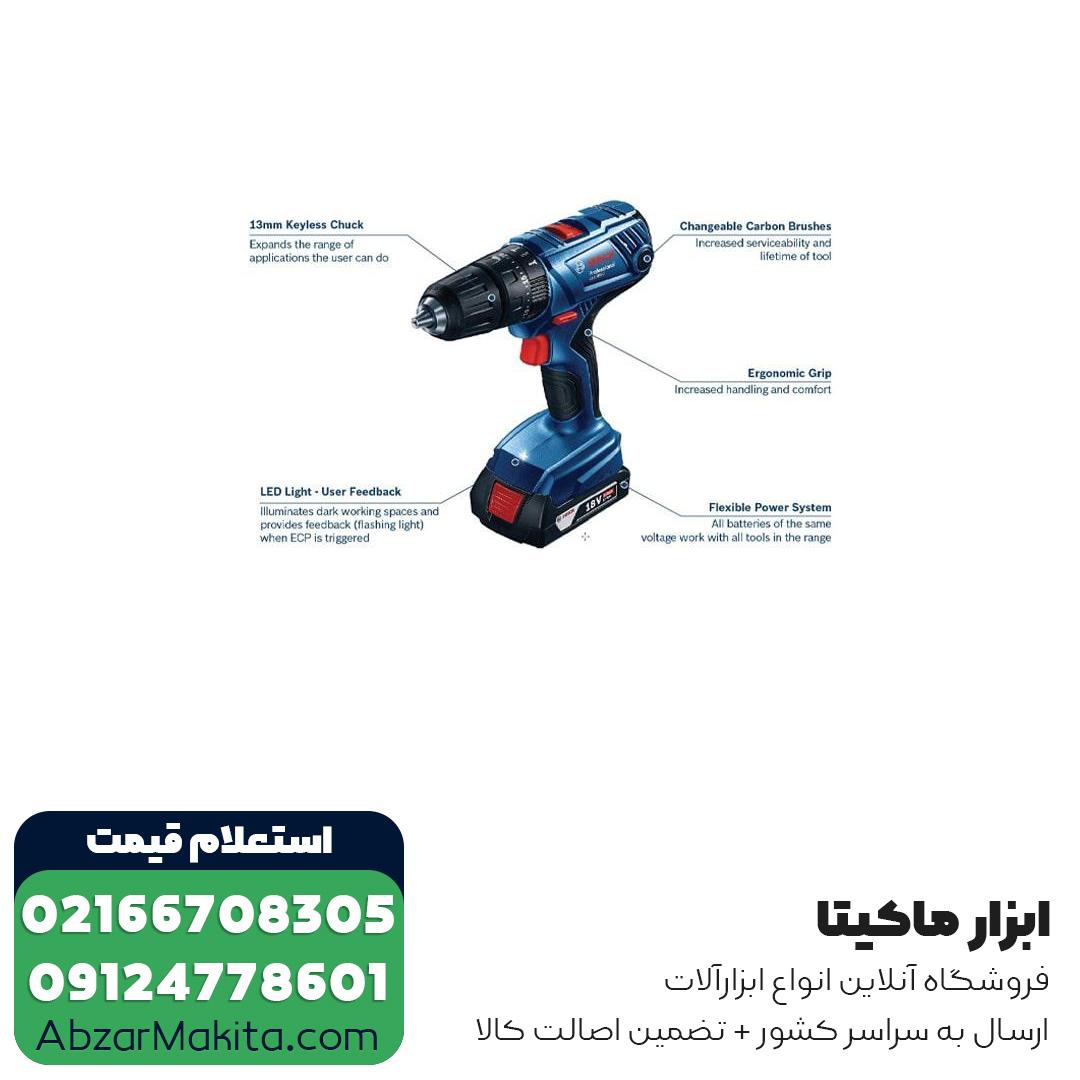 13mm Keyless Chuck
Expands the range of
applications the user can do
Changeable Carbon Brushes
Increased serviceability and
lifetime of tool
BOSCH
Professional
Ergonomic Grip
Increased handling and comfort
LED Light - User Feedback
Illuminates dark working spaces and
provides feedback (flashing light)
when ECP is triggered
18V
Flexible Power System
All batteries of the same
voltage work with all tools in the range
استعلام قیمت
02166708305
09124778601
AbzarMakita.com
ابزار ماکیتا
فروشگاه آنلاین انواع ابزارآلات
ارسال به سراسر کشور + تضمین اصالت کالا